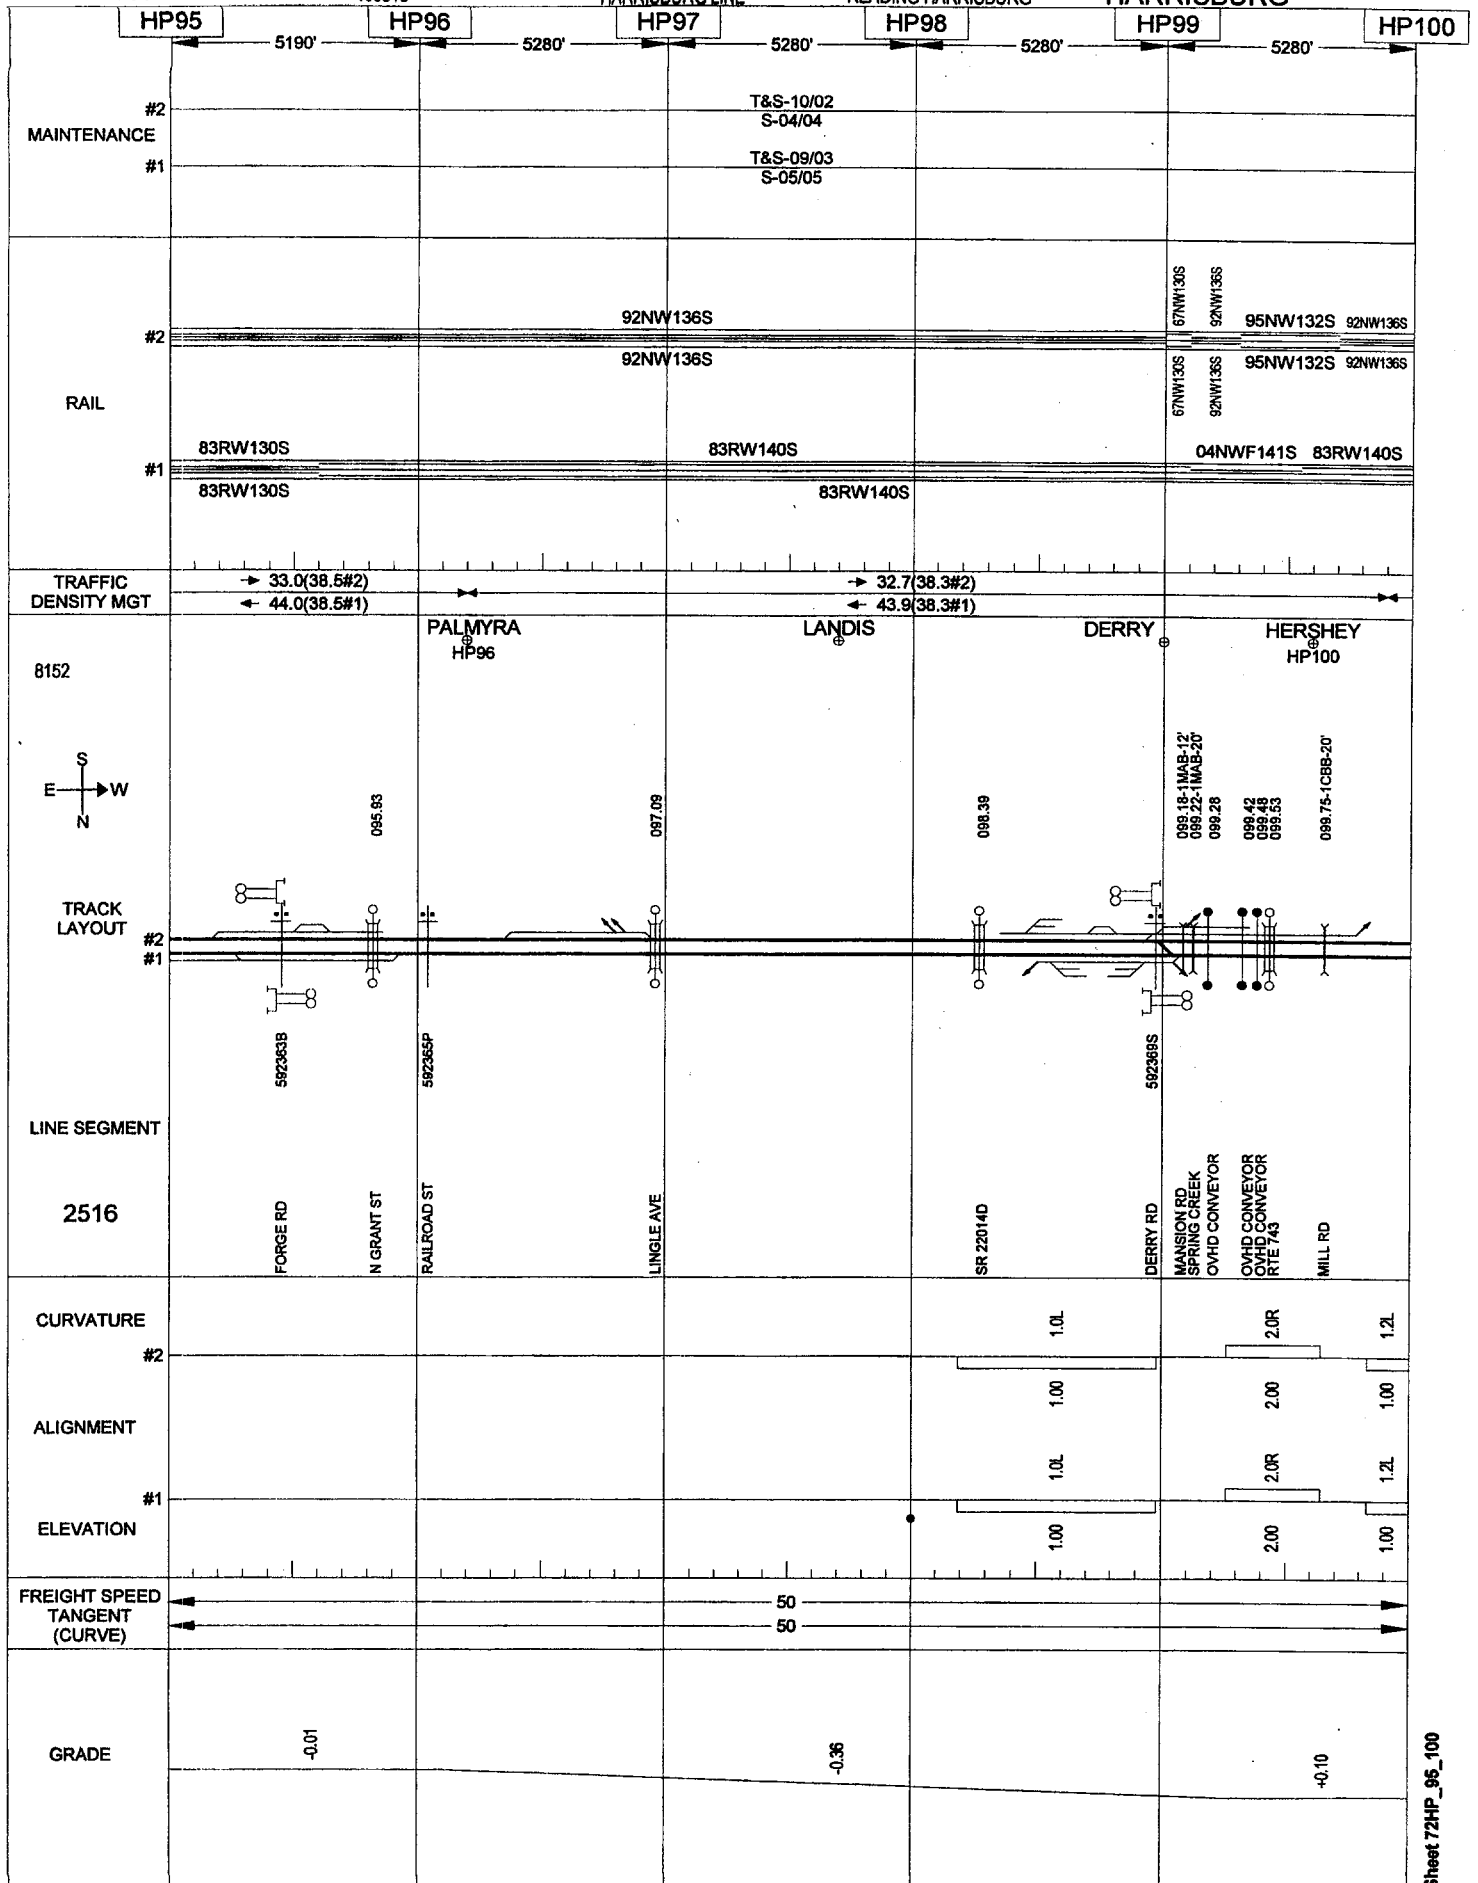 HARRISBURG
HP95
HP96
HP97
HP98
HP99
HP100
5190'
5280'
5280'
5280'
5280'
#2
T&S-10/02
S-04/04
MAINTENANCE
#1
T&S-09/03
S-05/05
67NW130S
92NW136S
92NW136S
95NW132S
92NW136S
#2
92NW136S
95NW132S
92NW136S
67NW130S
92NW136S
RAIL
83RW130S
83RW140S
04NWF141S
83RW140S
#1
83RW130S
83RW140S
TRAFFIC
DENSITY MGT
33.0(38.5#2)
32.7(38.3#2)
44.0(38.5#1)
43.9(38.3#1)
PALMYRA
LANDIS
DERRY
HERSHEY
HP96
HP100
8152
S
E
W
N
095.93
097.09
098.39
099.18-1MAB-12'
099.22-1MAB-20'
099.28
099.42
099.48
099.53
099.75-1CBB-20'
TRACK
LAYOUT
#2
#1
592363B
592365P
592369S
LINE SEGMENT
2516
FORGE RD
N GRANT ST
RAILROAD ST
LINGLE AVE
SR 22014D
DERRY RD
MANSION RD
SPRING CREEK
OVHD CONVEYOR
OVHD CONVEYOR
OVHD CONVEYOR
RTE 743
MILL RD
CURVATURE
1.0L
2.0R
1.2L
#2
1.00
2.00
1.00
ALIGNMENT
1.0L
2.0R
1.2L
#1
ELEVATION
1.00
2.00
1.00
FREIGHT SPEED
TANGENT
(CURVE)
50
50
GRADE
-0.01
-0.36
+0.10
Sheet 72HP_95_100